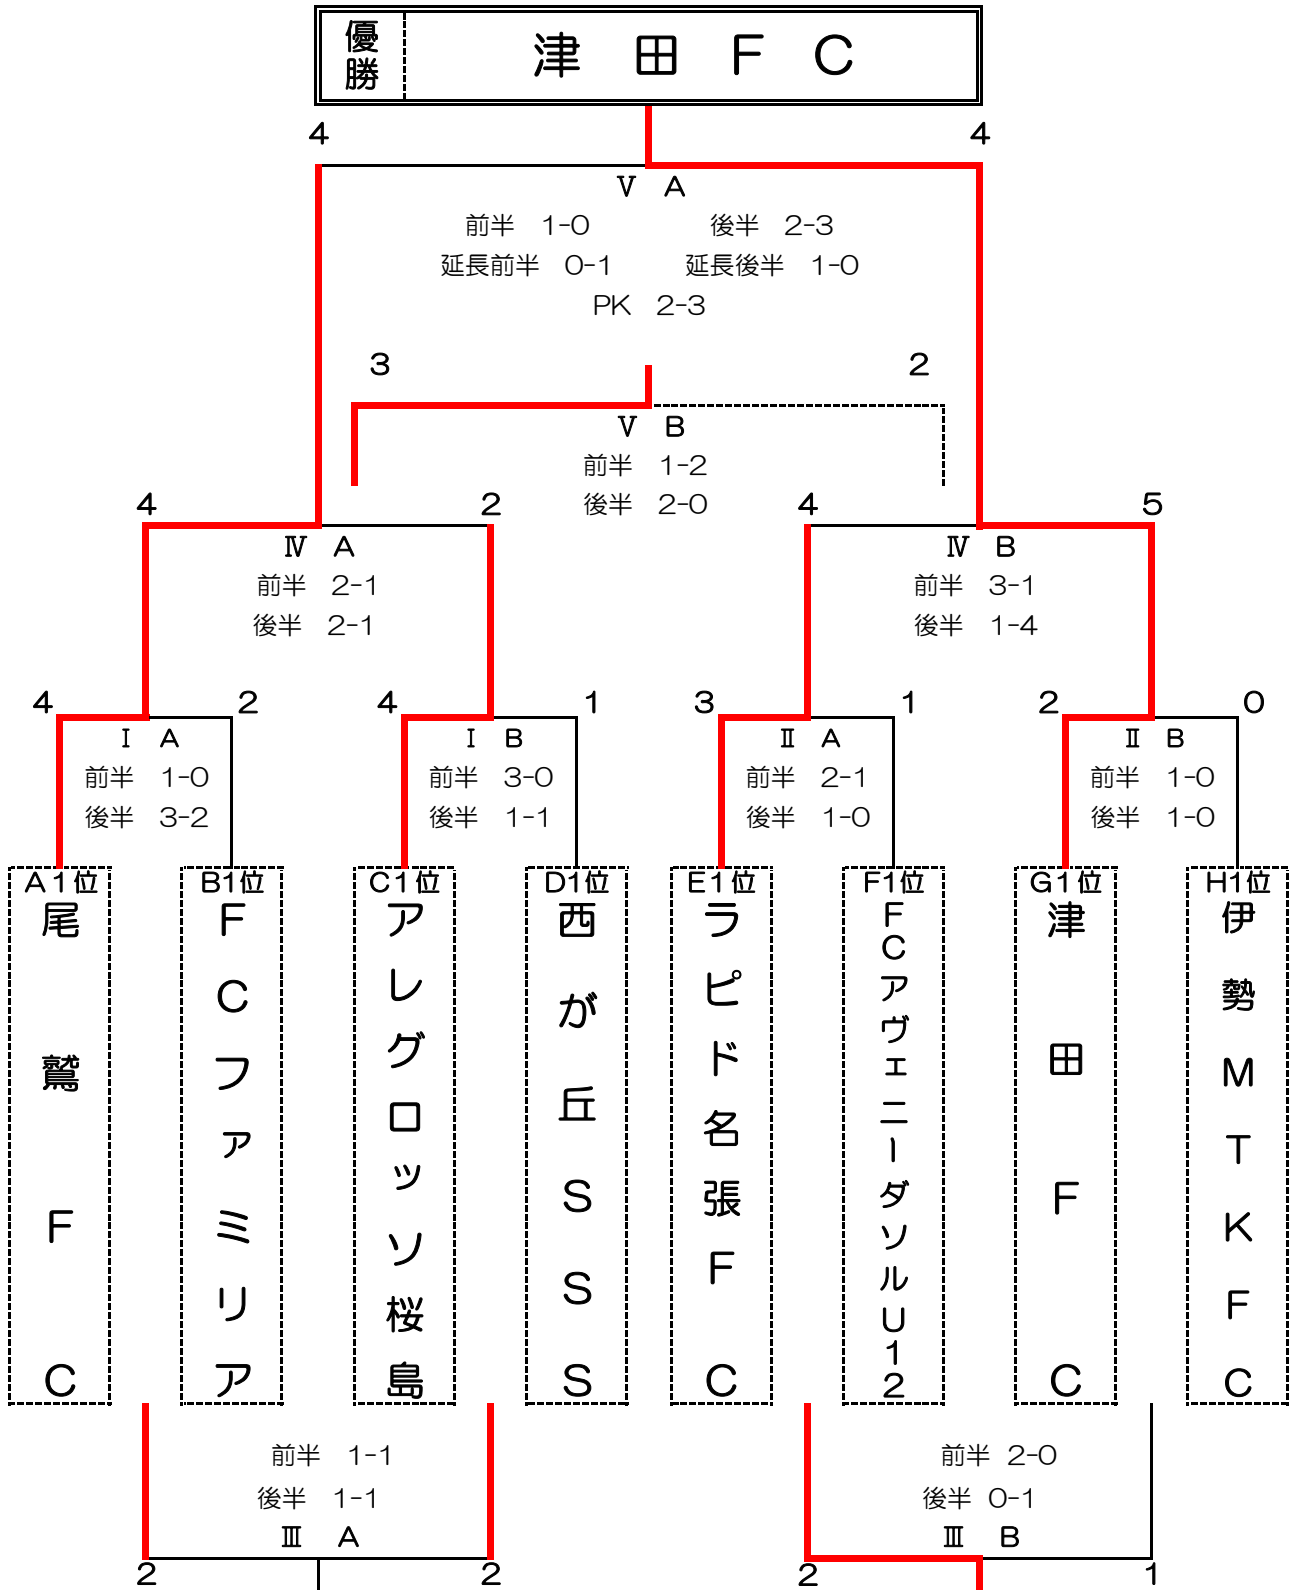 優勝 津田FC
4 4
Ⅴ A
前半 1-0 後半 2-3
延長前半 0-1 延長後半 1-0
PK 2-3
3 2
Ⅴ B
前半 1-2
後半 2-0
4 2 4 5
Ⅳ A Ⅳ B
前半 2-1 前半 3-1
後半 2-1 後半 1-4
4 2 4 1 3 1 2 0
Ⅰ A Ⅰ B Ⅱ A Ⅱ B
前半 1-0 前半 3-0 前半 2-1 前半 1-0
後半 3-2 後半 1-1 後半 1-0 後半 1-0
A1位
尾鷲FC
B1位
FCファミリア
C1位
アレグロッソ桜島
D1位
西が丘SSS
E1位
ラピド名張FC
F1位
FCアヴェニーダソルU12
G1位
津田FC
H1位
伊勢MTKFC
前半 1-1 前半 2-0
後半 1-1 後半 0-1
Ⅲ A Ⅲ B
2 2 2 1